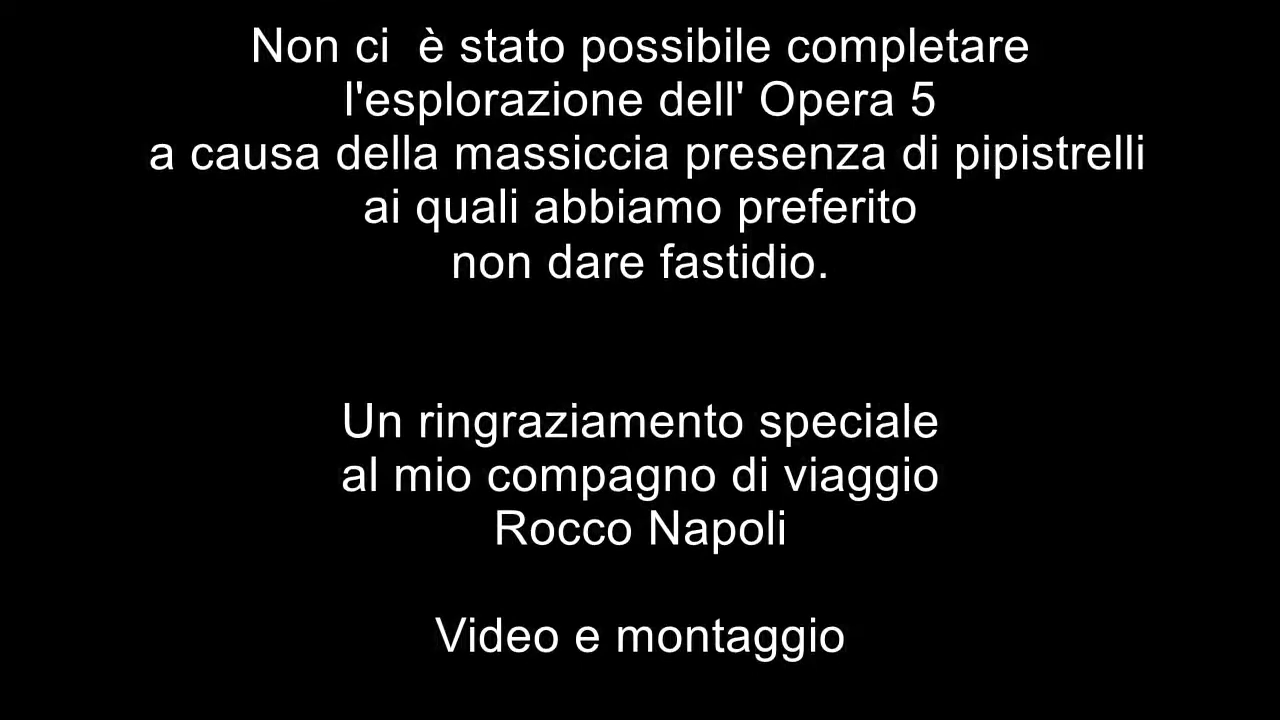 Non ci  è stato possibile completare
l'esplorazione dell' Opera 5
a causa della massiccia presenza di pipistrelli
ai quali abbiamo preferito
non dare fastidio.
Un ringraziamento speciale
al mio compagno di viaggio
Rocco Napoli
Video e montaggio